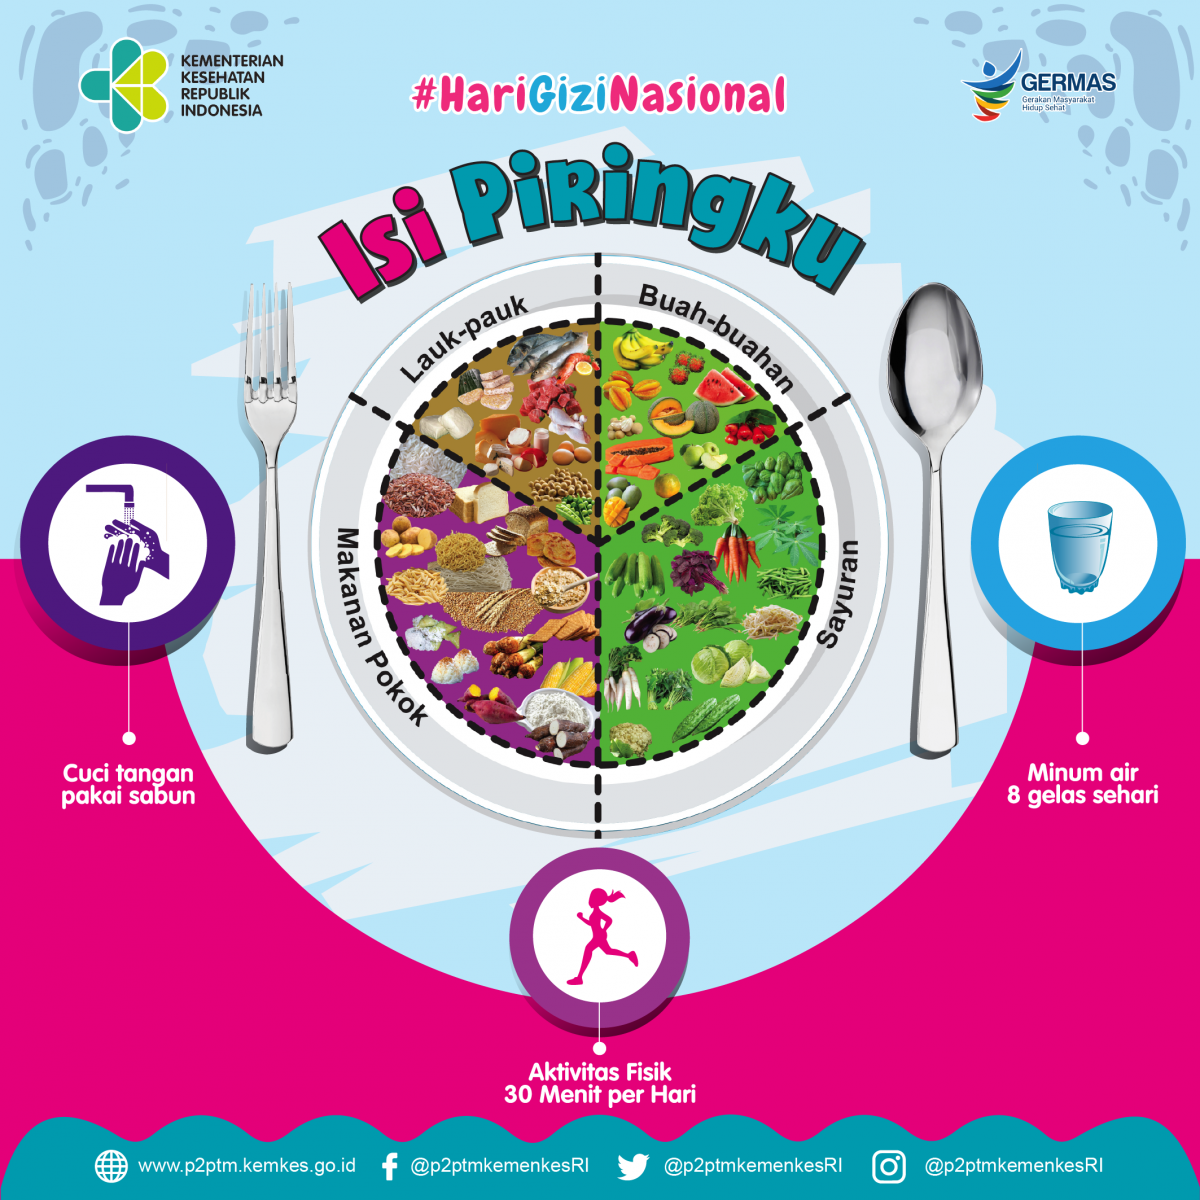 KEMENTERIAN
KESEHATAN
REPUBLIK
INDONESIA
#HariGiziNasional
GERMAS
Gerakan Masyarakat
Hidup Sehat
Isi Piringku
Lauk-pauk
Buah-buahan
Makanan Pokok
Sayuran
Cuci tangan
pakai sabun
Minum air
8 gelas sehari
Aktivitas Fisik
30 Menit per Hari
www.p2ptm.kemkes.go.id
@p2ptmkemenkesRI
@p2ptmkemenkesRI
@p2ptmkemenkesRI